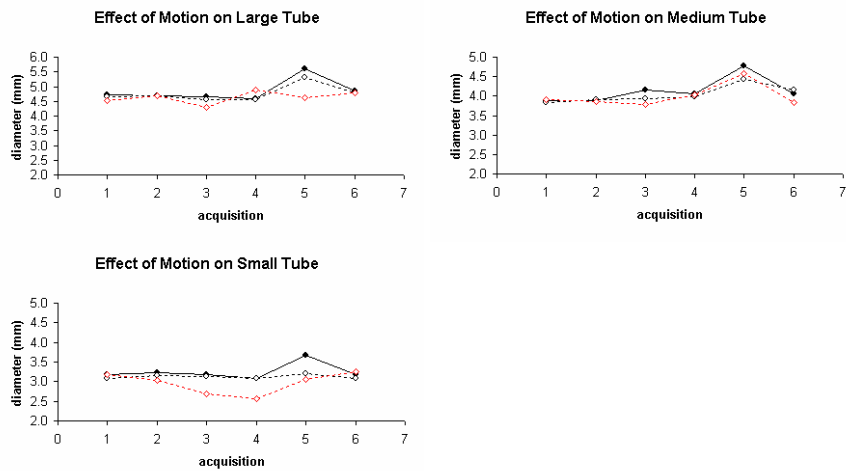 Effect of Motion on Large Tube
6.0
5.5
5.0
4.5
4.0
3.5
3.0
2.5
2.0
diameter (mm)
0 1 2 3 4 5 6 7
acquisition
Effect of Motion on Medium Tube
5.0
4.5
4.0
3.5
3.0
2.5
2.0
diameter (mm)
0 1 2 3 4 5 6 7
acquisition
Effect of Motion on Small Tube
5.0
4.5
4.0
3.5
3.0
2.5
2.0
diameter (mm)
0 1 2 3 4 5 6 7
acquisition